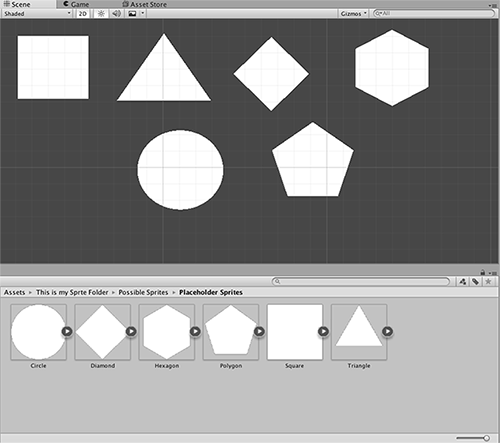 Scene Game Asset Store
Shaded 2D Gizmos All
Assets This is my Sprte Folder Possible Sprites Placeholder Sprites
Circle Diamond Hexagon Polygon Square Triangle